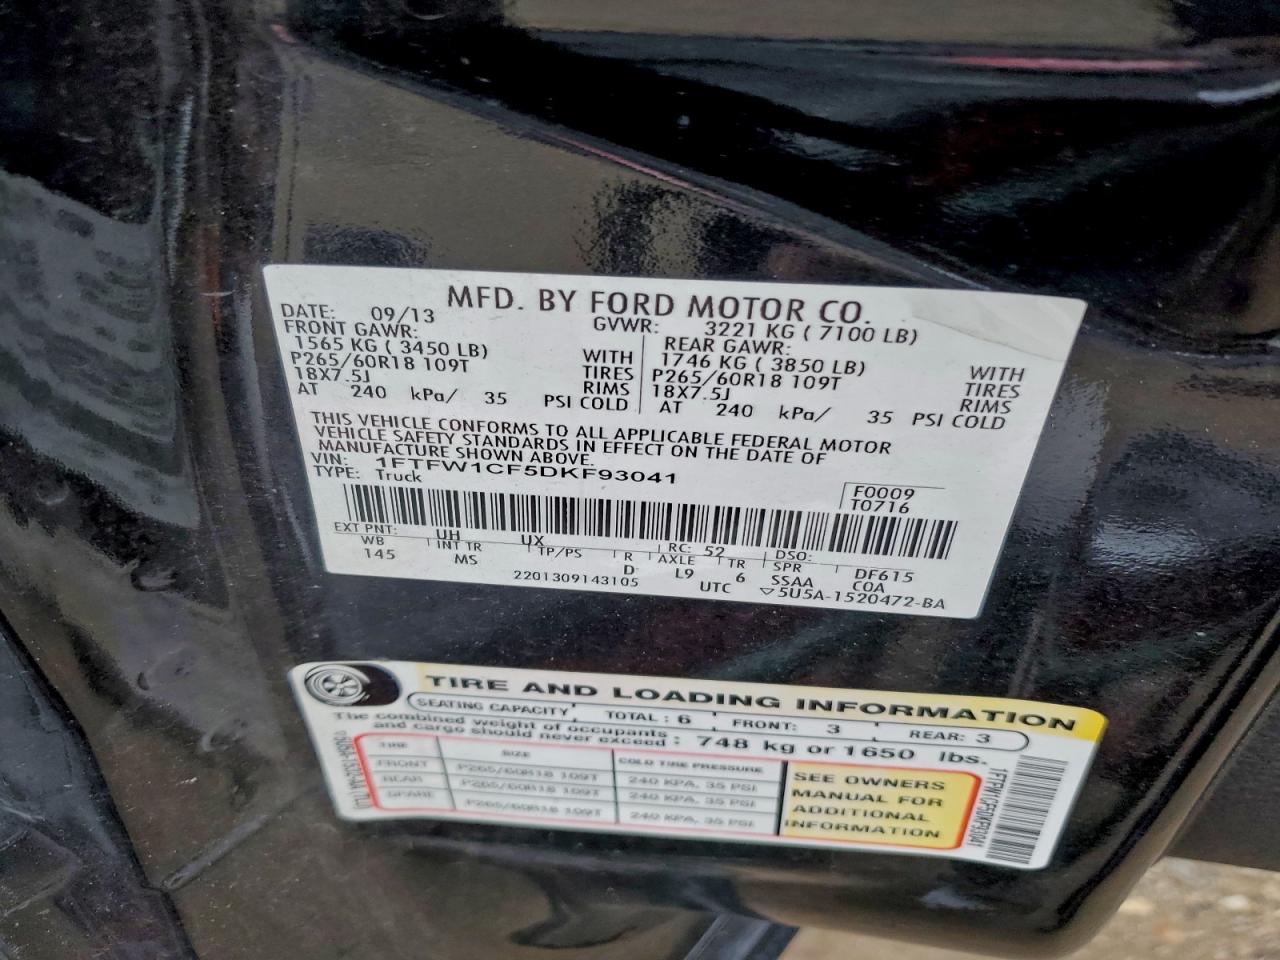 MFD. BY FORD MOTOR CO.
DATE: 09/13 GVWR: 3221 KG ( 7100 LB)
FRONT GAWR: REAR GAWR:
1565 KG ( 3450 LB) WITH 1746 KG ( 3850 LB) WITH
P265/60R18 109T TIRES P265/60R18 109T TIRES
18X7.5J RIMS 18X7.5J RIMS
AT 240 kPa/ 35 PSI COLD AT 240 kPa/ 35 PSI COLD
THIS VEHICLE CONFORMS TO ALL APPLICABLE FEDERAL MOTOR
VEHICLE SAFETY STANDARDS IN EFFECT ON THE DATE OF
MANUFACTURE SHOWN ABOVE.
VIN: 1FTFW1CF5DKF93041
TYPE: Truck
F0009
T0716
EXT PNT: UH UX RC: 52 DSO:
WB INT TR TP/PS R AXLE TR SPR DF615
145 MS D L9 6 SSAA C0A
2201309143105 UTC ▽5U5A-1520472-BA
TIRE AND LOADING INFORMATION
SEATING CAPACITY TOTAL : 6 FRONT: 3 REAR: 3
The combined weight of occupants
and cargo should never exceed : 748 kg or 1650 lbs.
TIRE SIZE COLD TIRE PRESSURE
FRONT P265/60R18 109T 240 KPA, 35 PSI
REAR P265/60R18 109T 240 KPA, 35 PSI
SPARE P265/60R18 109T 240 KPA, 35 PSI
SEE OWNERS
MANUAL FOR
ADDITIONAL
INFORMATION
1FTFW1CF5DKF93041